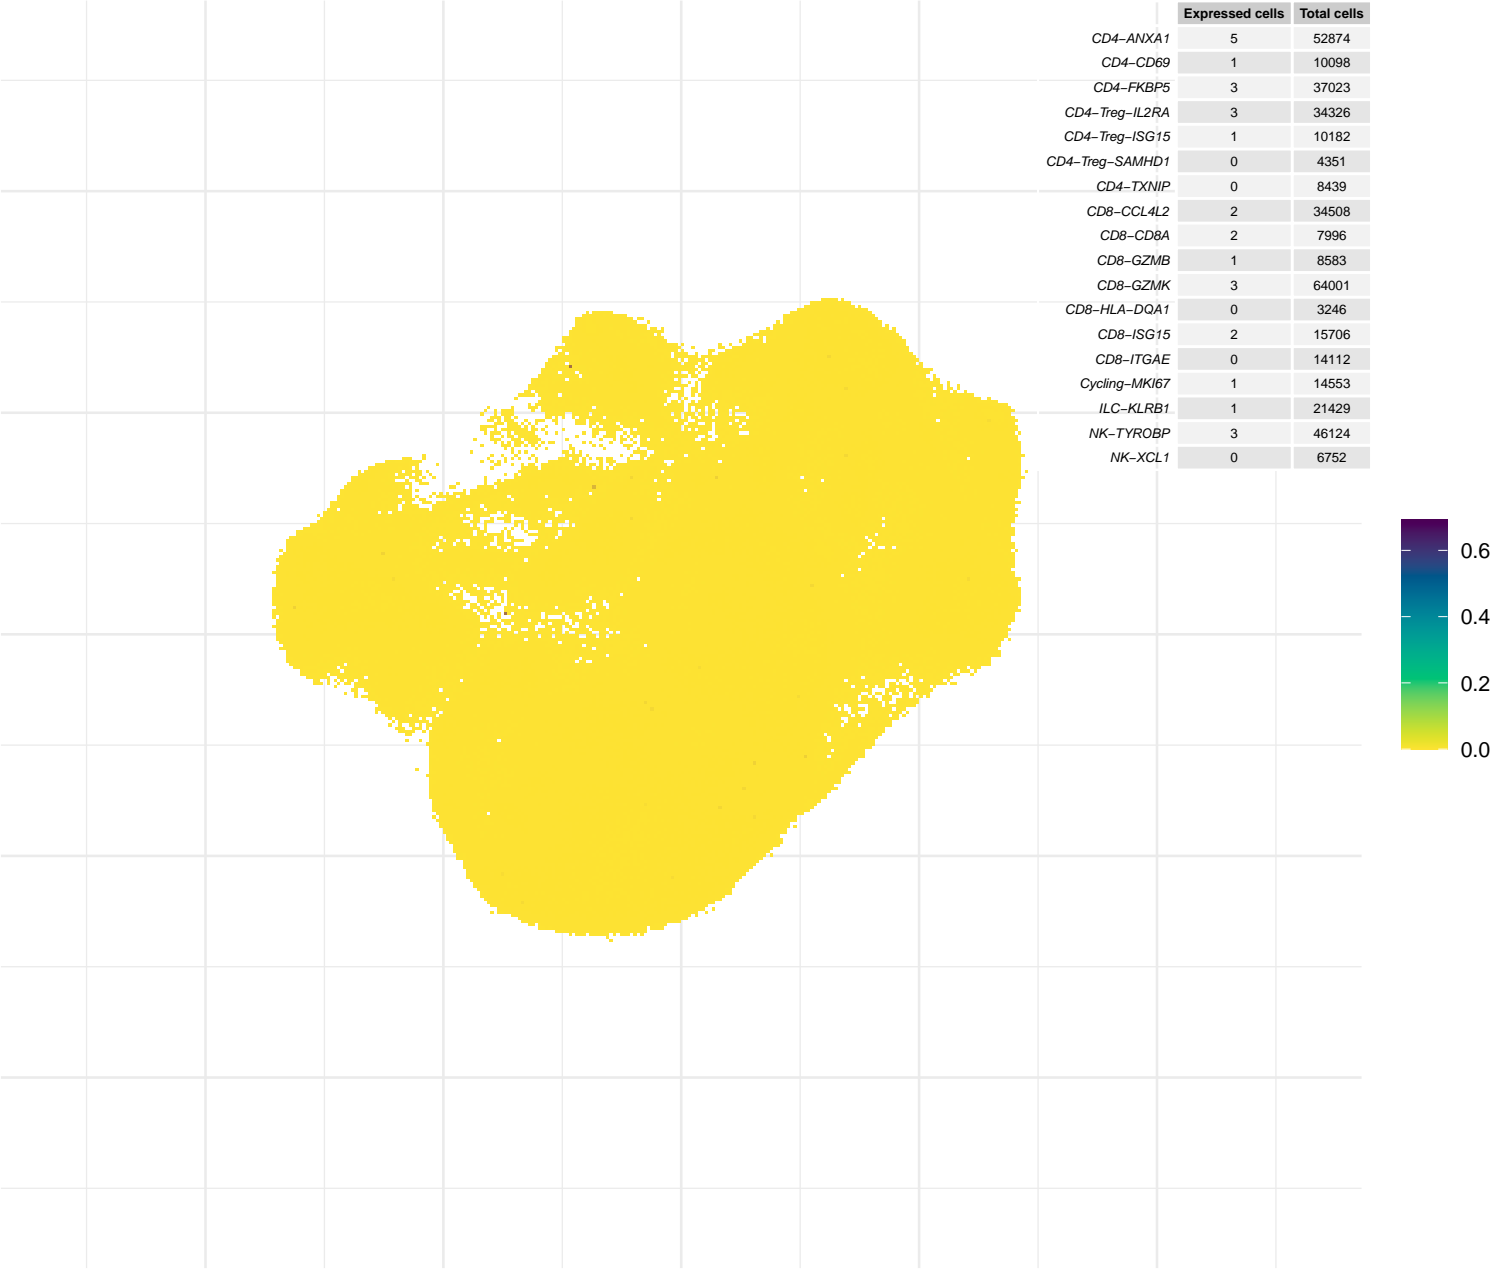 Expressed cells Total cells
CD4−ANXA1 5 52874
CD4−CD69 1 10098
CD4−FKBP5 3 37023
CD4−Treg−IL2RA 3 34326
CD4−Treg−ISG15 1 10182
CD4−Treg−SAMHD1 0 4351
CD4−TXNIP 0 8439
CD8−CCL4L2 2 34508
CD8−CD8A 2 7996
CD8−GZMB 1 8583
CD8−GZMK 3 64001
CD8−HLA−DQA1 0 3246
CD8−ISG15 2 15706
CD8−ITGAE 0 14112
Cycling−MKI67 1 14553
ILC−KLRB1 1 21429
NK−TYROBP 3 46124
NK−XCL1 0 6752
0.6
0.4
0.2
0.0